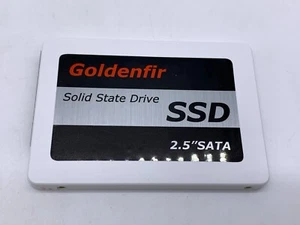 Goldenfir
Solid State Drive
SSD
2.5"SATA